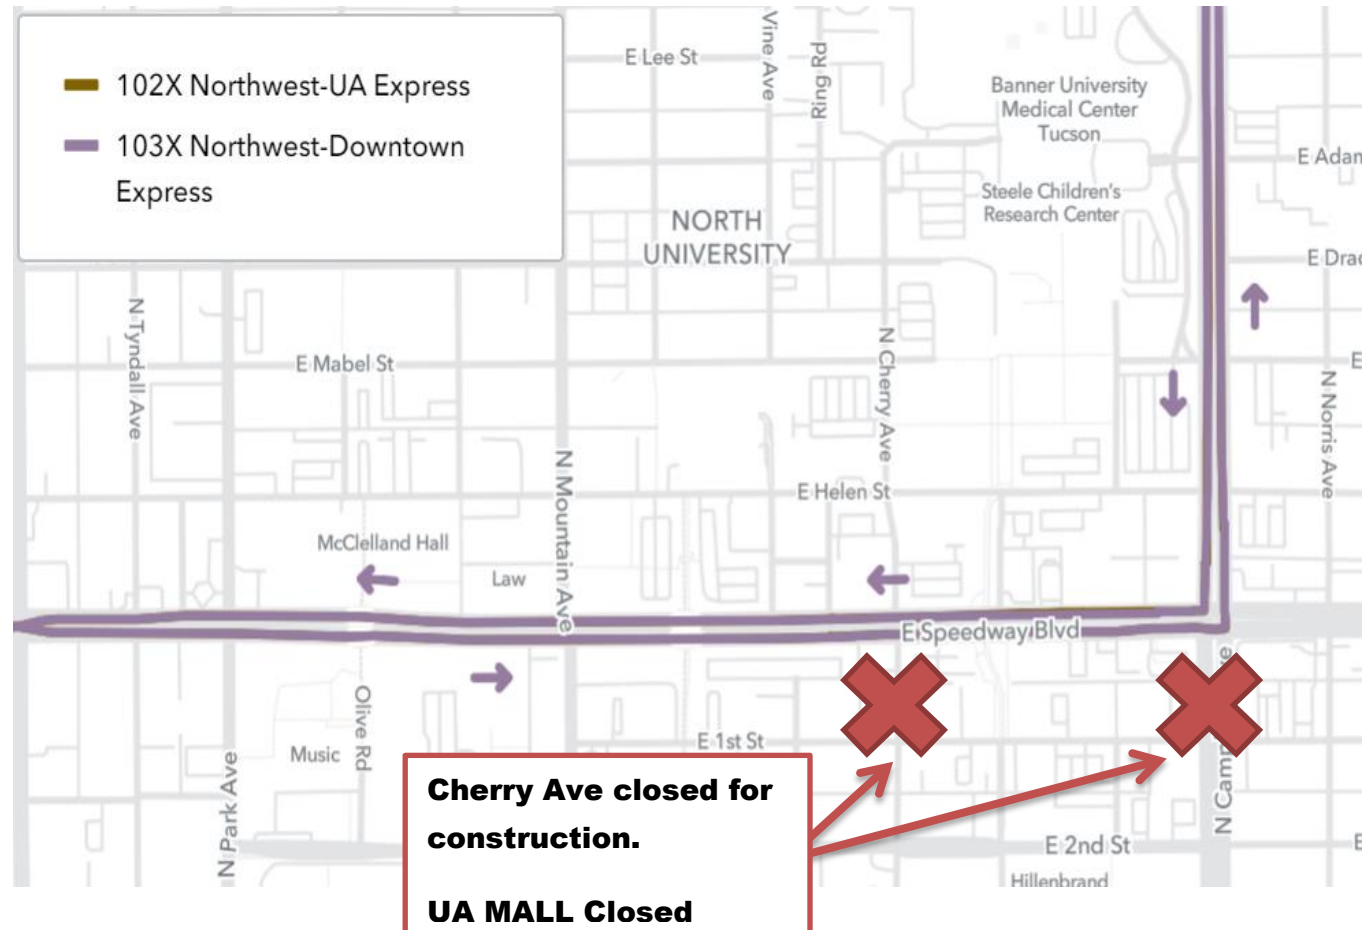 102X Northwest-UA Express
103X Northwest-Downtown
Express
E Lee St
Vine Ave
Ring Rd
Banner University
Medical Center
Tucson
E Adam
Steele Children's
Research Center
NORTH
UNIVERSITY
E Drac
N Tyndall Ave
E Mabel St
N Cherry Ave
E
N Norris Ave
N Mountain Ave
E Helen St
McClelland Hall
Law
E Speedway Blvd
Olive Rd
Music
E 1st St
N Park Ave
N Camp
ve
E 2nd St
E
Hillenbrand
Cherry Ave closed for
construction.
UA MALL Closed